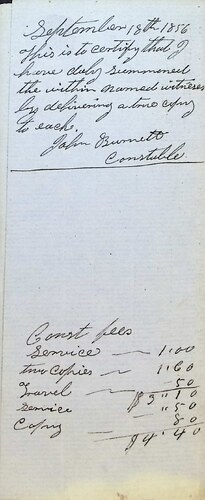 September 18th 1856
This is to certify that I
have duly summoned
the within named witnesses
by delivering a true copy
to each.
John Burnett
Constable
Const fees
Service — 1.00
two copies — 1.60
Travel — 50
$3"10
Service "50
Copy — 80
$4.40